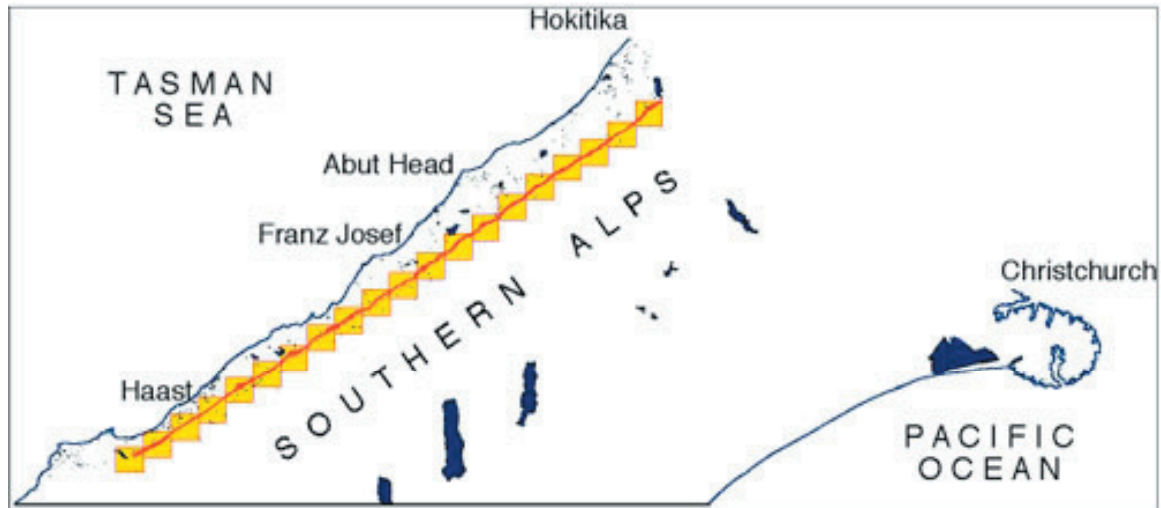 Hokitika
TASMAN
SEA
Abut Head
Franz Josef
SOUTHERN ALPS
Christchurch
Haast
PACIFIC
OCEAN